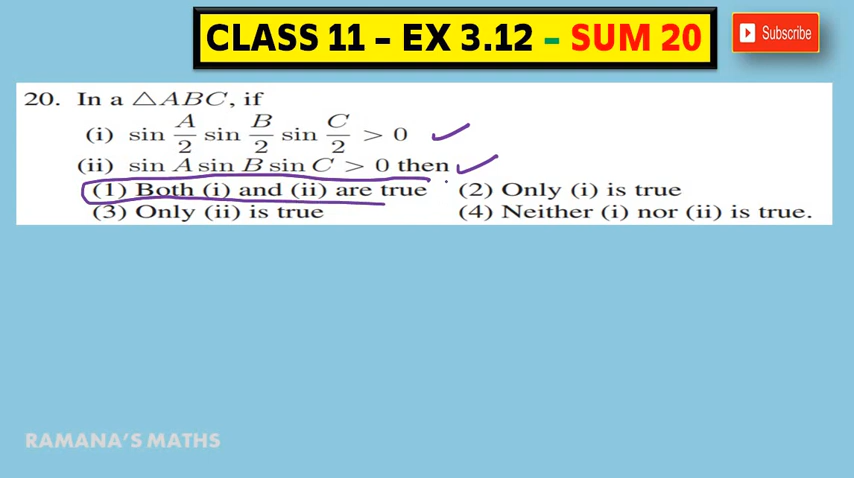 CLASS 11 – EX 3.12 – SUM 20
Subscribe
20. In a △ABC, if
(i) sin A/2 sin B/2 sin C/2 > 0
(ii) sin A sin B sin C > 0 then
(1) Both (i) and (ii) are true (2) Only (i) is true
(3) Only (ii) is true (4) Neither (i) nor (ii) is true.
RAMANA'S MATHS